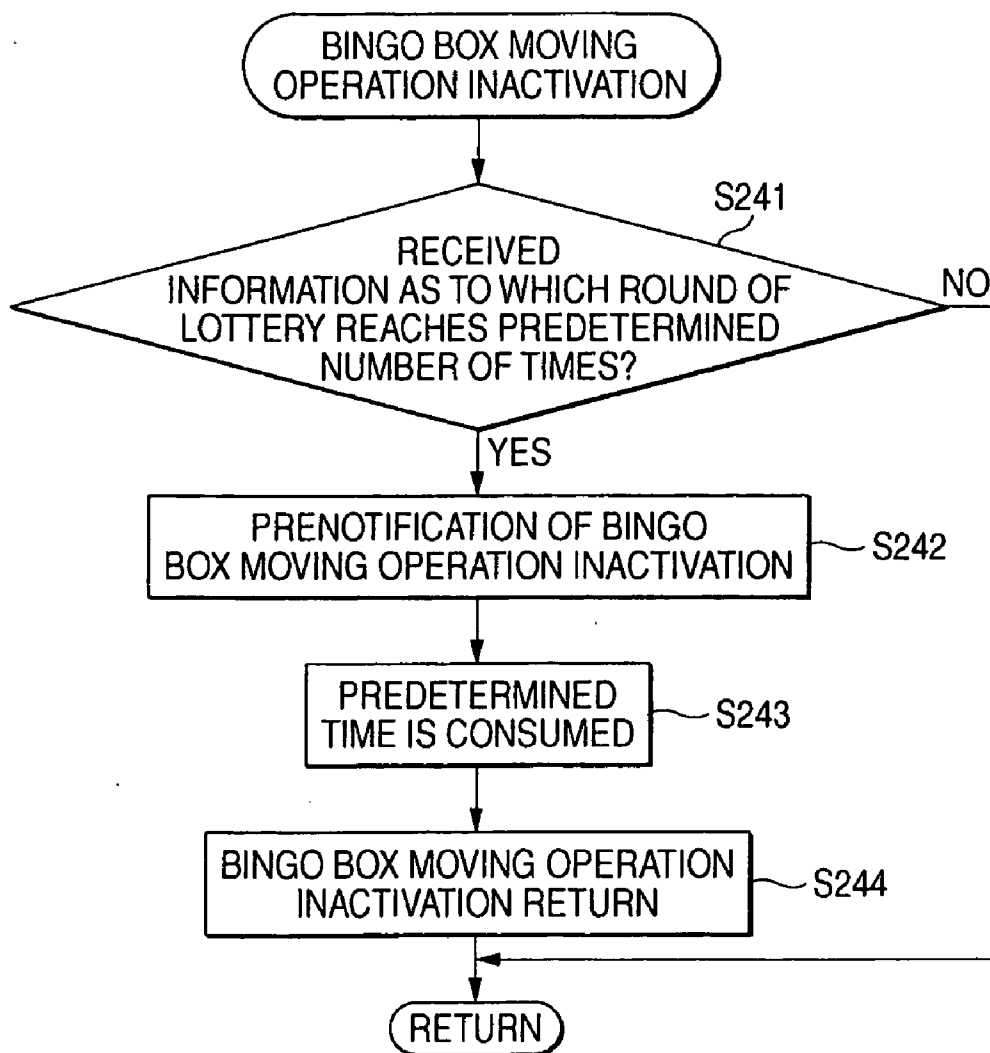 BINGO BOX MOVING
OPERATION INACTIVATION
S241
RECEIVED
INFORMATION AS TO WHICH ROUND OF
LOTTERY REACHES PREDETERMINED
NUMBER OF TIMES?
NO
YES
PRENOTIFICATION OF BINGO
BOX MOVING OPERATION INACTIVATION
S242
PREDETERMINED
TIME IS CONSUMED
S243
BINGO BOX MOVING OPERATION
INACTIVATION RETURN
S244
RETURN